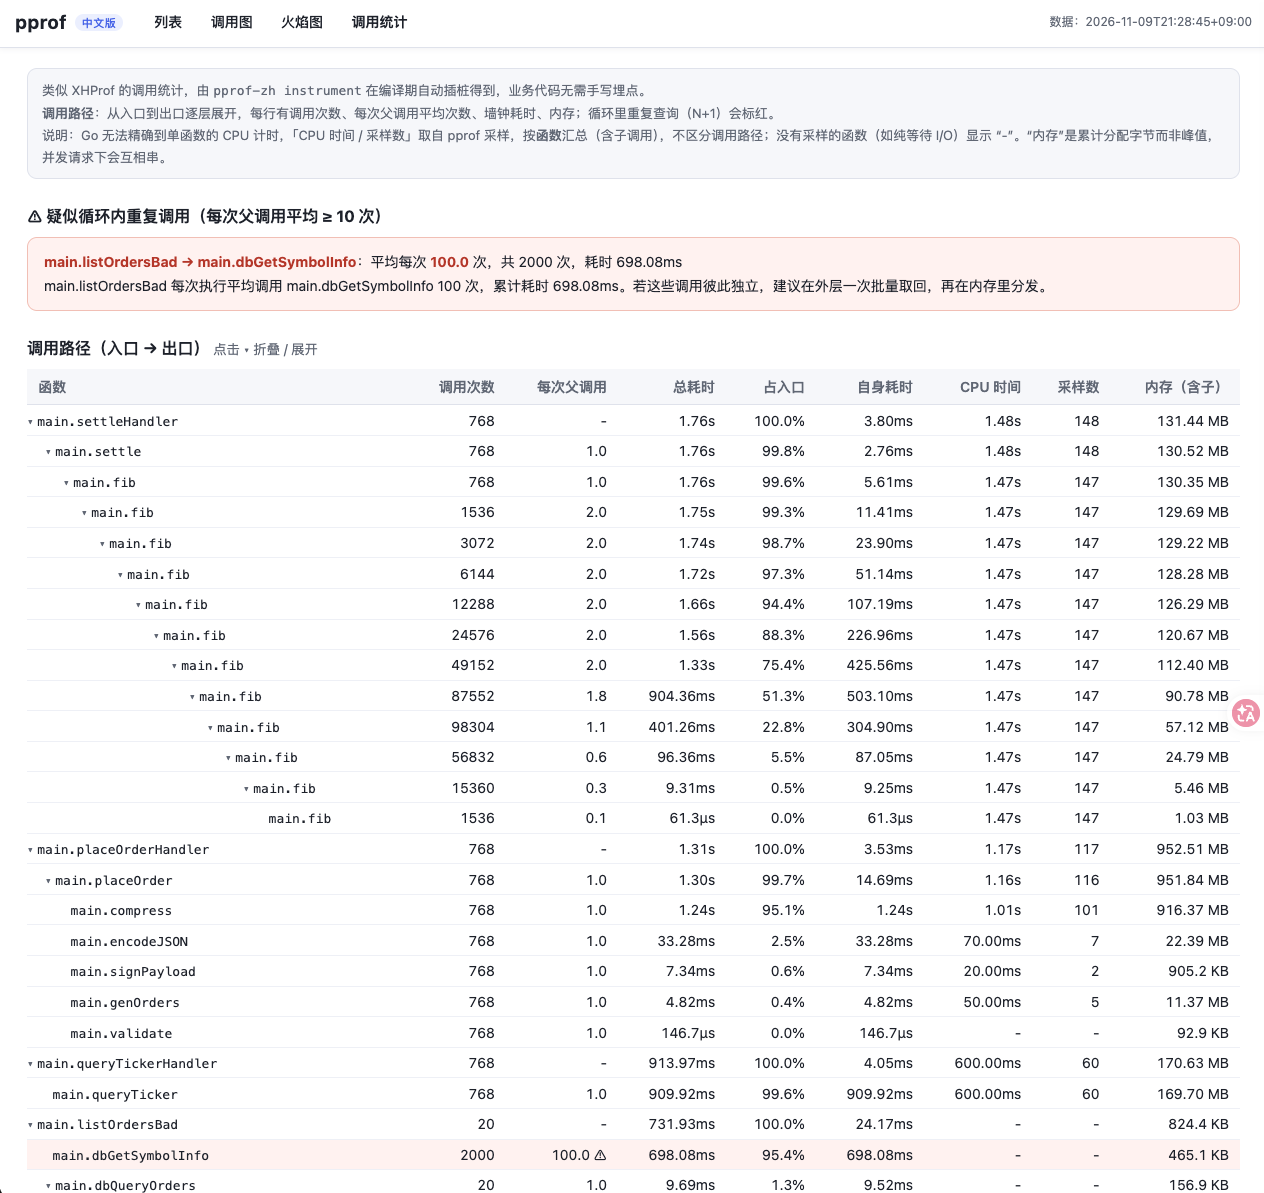 pprof 中文版 列表 调用图 火焰图 调用统计 数据：2026-11-09T21:28:45+09:00
类似 XHProf 的调用统计，由 pprof-zh instrument 在编译期自动插桩得到，业务代码无需手写埋点。
调用路径：从入口到出口逐层展开，每行有调用次数、每次父调用平均次数、墙钟耗时、内存；循环里重复查询（N+1）会标红。
说明：Go 无法精确到单函数的 CPU 计时，「CPU 时间 / 采样数」取自 pprof 采样，按函数汇总（含子调用），不区分调用路径；没有采样的函数（如纯等待 I/O）显示 “-”。“内存”是累计分配字节而非峰值，
并发请求下会互相串。
⚠ 疑似循环内重复调用（每次父调用平均 ≥ 10 次）
main.listOrdersBad → main.dbGetSymbolInfo：平均每次 100.0 次，共 2000 次，耗时 698.08ms
main.listOrdersBad 每次执行平均调用 main.dbGetSymbolInfo 100 次，累计耗时 698.08ms。若这些调用彼此独立，建议在外层一次批量取回，再在内存里分发。
调用路径（入口 → 出口） 点击 ▾ 折叠 / 展开
函数 调用次数 每次父调用 总耗时 占入口 自身耗时 CPU 时间 采样数 内存（含子）
▾ main.settleHandler 768 - 1.76s 100.0% 3.80ms 1.48s 148 131.44 MB
▾ main.settle 768 1.0 1.76s 99.8% 2.76ms 1.48s 148 130.52 MB
▾ main.fib 768 1.0 1.76s 99.6% 5.61ms 1.47s 147 130.35 MB
▾ main.fib 1536 2.0 1.75s 99.3% 11.41ms 1.47s 147 129.69 MB
▾ main.fib 3072 2.0 1.74s 98.7% 23.90ms 1.47s 147 129.22 MB
▾ main.fib 6144 2.0 1.72s 97.3% 51.14ms 1.47s 147 128.28 MB
▾ main.fib 12288 2.0 1.66s 94.4% 107.19ms 1.47s 147 126.29 MB
▾ main.fib 24576 2.0 1.56s 88.3% 226.96ms 1.47s 147 120.67 MB
▾ main.fib 49152 2.0 1.33s 75.4% 425.56ms 1.47s 147 112.40 MB
▾ main.fib 87552 1.8 904.36ms 51.3% 503.10ms 1.47s 147 90.78 MB
▾ main.fib 98304 1.1 401.26ms 22.8% 304.90ms 1.47s 147 57.12 MB
▾ main.fib 56832 0.6 96.36ms 5.5% 87.05ms 1.47s 147 24.79 MB
▾ main.fib 15360 0.3 9.31ms 0.5% 9.25ms 1.47s 147 5.46 MB
main.fib 1536 0.1 61.3µs 0.0% 61.3µs 1.47s 147 1.03 MB
▾ main.placeOrderHandler 768 - 1.31s 100.0% 3.53ms 1.17s 117 952.51 MB
▾ main.placeOrder 768 1.0 1.30s 99.7% 14.69ms 1.16s 116 951.84 MB
main.compress 768 1.0 1.24s 95.1% 1.24s 1.01s 101 916.37 MB
main.encodeJSON 768 1.0 33.28ms 2.5% 33.28ms 70.00ms 7 22.39 MB
main.signPayload 768 1.0 7.34ms 0.6% 7.34ms 20.00ms 2 905.2 KB
main.genOrders 768 1.0 4.82ms 0.4% 4.82ms 50.00ms 5 11.37 MB
main.validate 768 1.0 146.7µs 0.0% 146.7µs - - 92.9 KB
▾ main.queryTickerHandler 768 - 913.97ms 100.0% 4.05ms 600.00ms 60 170.63 MB
main.queryTicker 768 1.0 909.92ms 99.6% 909.92ms 600.00ms 60 169.70 MB
▾ main.listOrdersBad 20 - 731.93ms 100.0% 24.17ms - - 824.4 KB
main.dbGetSymbolInfo 2000 100.0 ⚠ 698.08ms 95.4% 698.08ms - - 465.1 KB
▾ main.dbQueryOrders 20 1.0 9.69ms 1.3% 9.52ms - - 156.9 KB